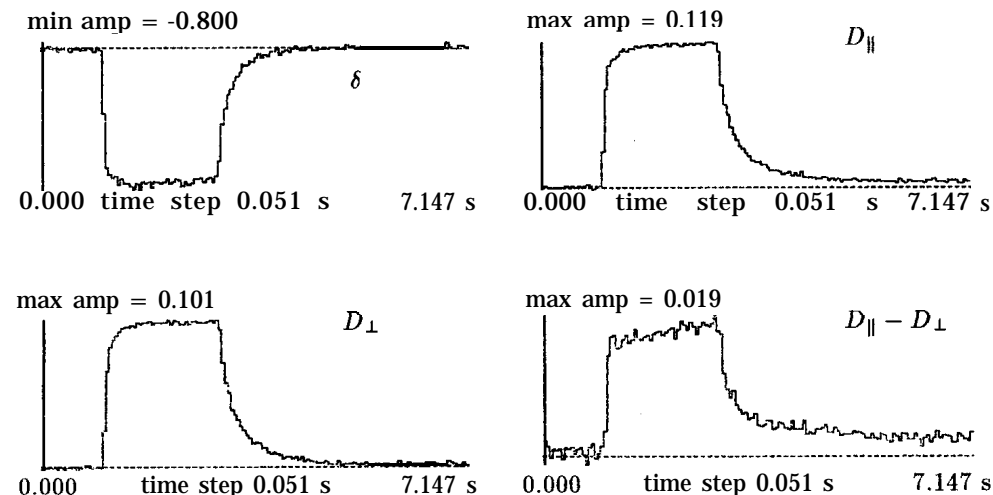 min amp = -0.800
δ
0.000 time step 0.051 s 7.147 s
max amp = 0.119
D∥
0.000 time step 0.051 s 7.147 s
max amp = 0.101
D⊥
0.000 time step 0.051 s 7.147 s
max amp = 0.019
D∥ − D⊥
0.000 time step 0.051 s 7.147 s